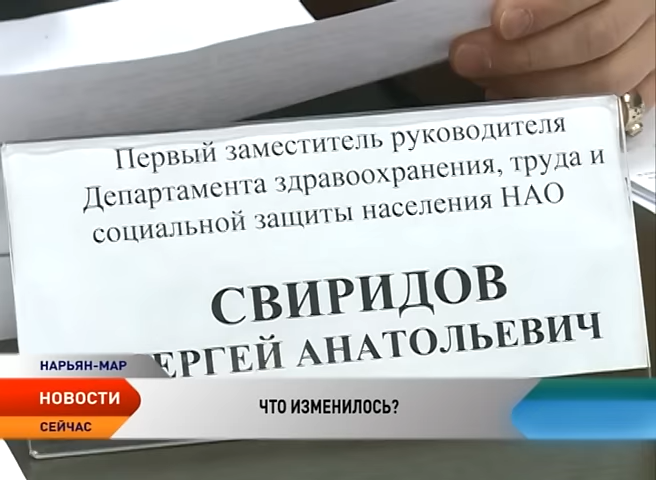 Первый заместитель руководителя
Департамента здравоохранения, труда и
социальной защиты населения НАО
СВИРИДОВ
ЕРГЕЙ АНАТОЛЬЕВИЧ
НАРЬЯН-МАР
НОВОСТИ
СЕЙЧАС
ЧТО ИЗМЕНИЛОСЬ?